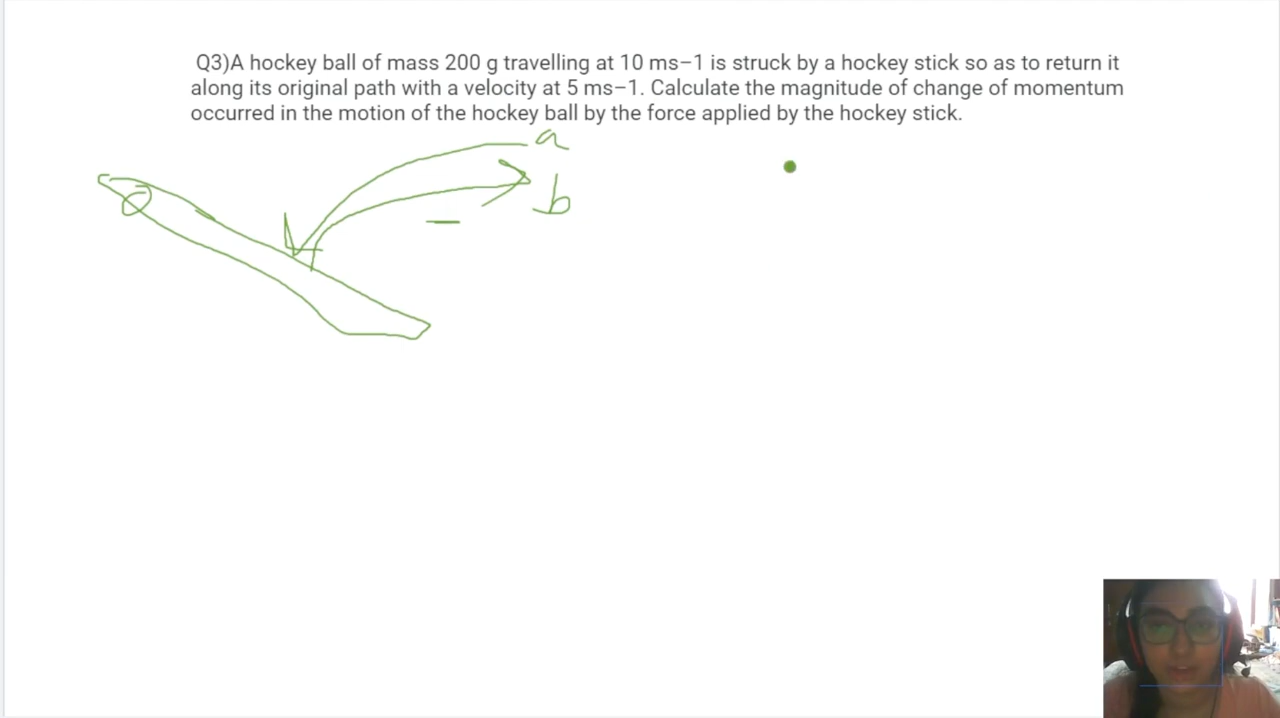 Q3)A hockey ball of mass 200 g travelling at 10 ms−1 is struck by a hockey stick so as to return it
along its original path with a velocity at 5 ms−1. Calculate the magnitude of change of momentum
occurred in the motion of the hockey ball by the force applied by the hockey stick.
a
b